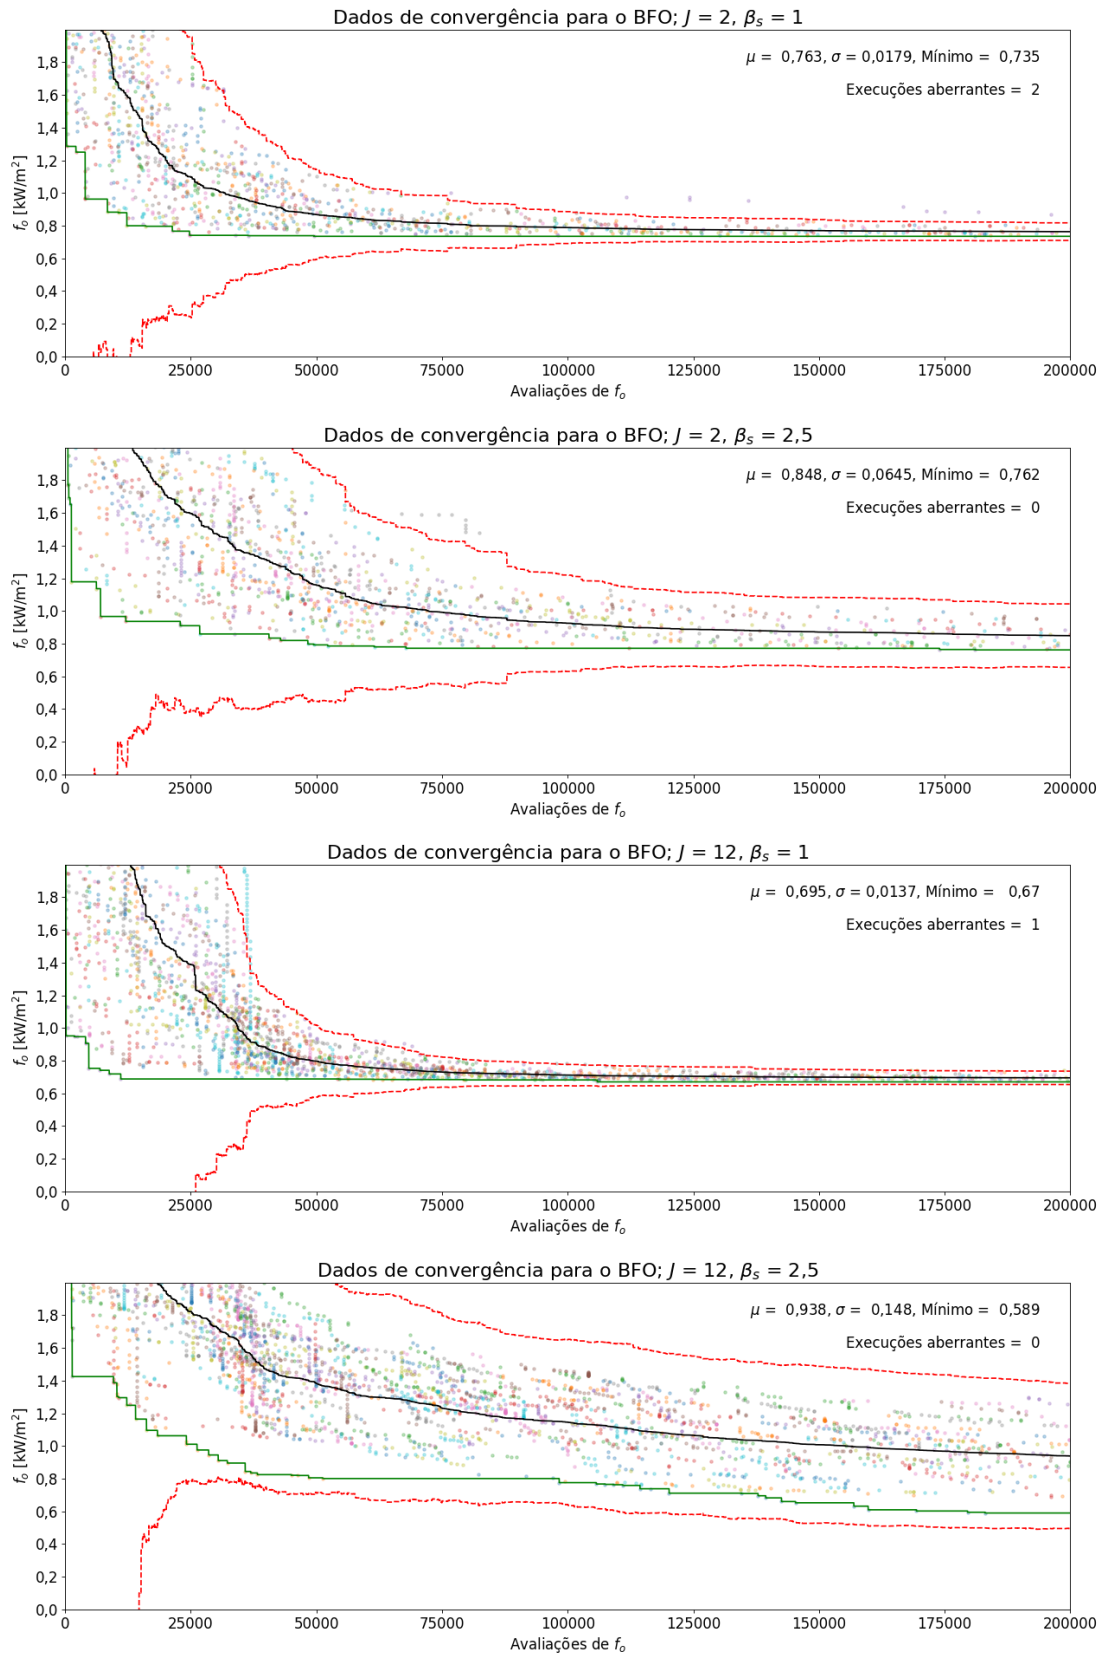 Dados de convergência para o BFO; J = 2, βs = 1
μ = 0,763, σ = 0,0179, Mínimo = 0,735
Execuções aberrantes = 2
1,8
1,6
1,4
1,2
1,0
0,8
0,6
0,4
0,2
0,0
fo [kW/m²]
0 25000 50000 75000 100000 125000 150000 175000 200000
Avaliações de fo
Dados de convergência para o BFO; J = 2, βs = 2,5
μ = 0,848, σ = 0,0645, Mínimo = 0,762
Execuções aberrantes = 0
1,8
1,6
1,4
1,2
1,0
0,8
0,6
0,4
0,2
0,0
fo [kW/m²]
0 25000 50000 75000 100000 125000 150000 175000 200000
Avaliações de fo
Dados de convergência para o BFO; J = 12, βs = 1
μ = 0,695, σ = 0,0137, Mínimo = 0,67
Execuções aberrantes = 1
1,8
1,6
1,4
1,2
1,0
0,8
0,6
0,4
0,2
0,0
fo [kW/m²]
0 25000 50000 75000 100000 125000 150000 175000 200000
Avaliações de fo
Dados de convergência para o BFO; J = 12, βs = 2,5
μ = 0,938, σ = 0,148, Mínimo = 0,589
Execuções aberrantes = 0
1,8
1,6
1,4
1,2
1,0
0,8
0,6
0,4
0,2
0,0
fo [kW/m²]
0 25000 50000 75000 100000 125000 150000 175000 200000
Avaliações de fo